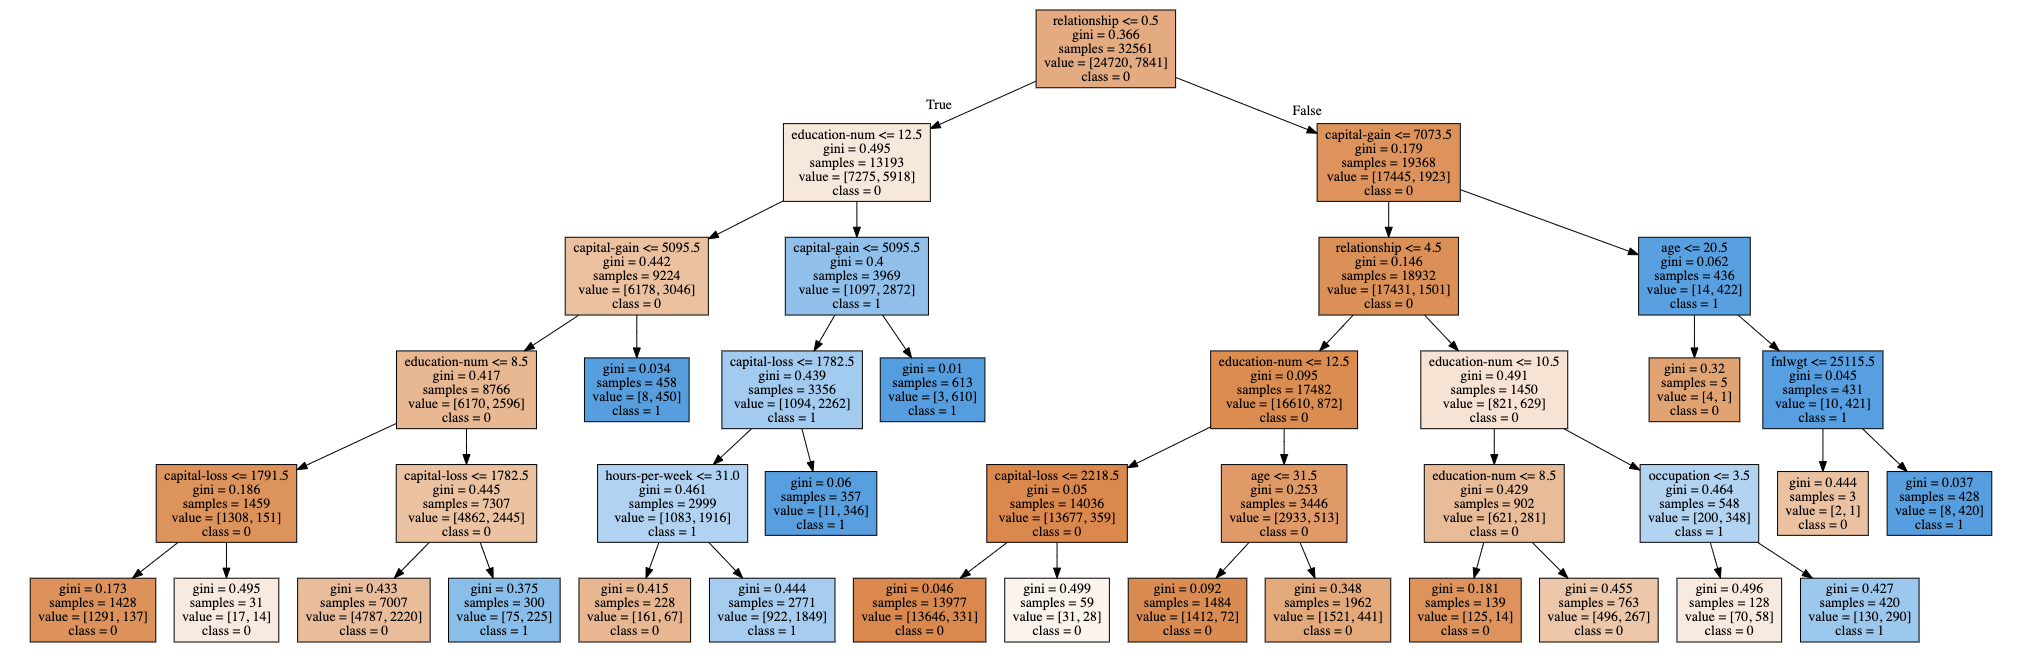 relationship <= 0.5
gini = 0.366
samples = 32561
value = [24720, 7841]
class = 0
True
False
education-num <= 12.5
gini = 0.495
samples = 13193
value = [7275, 5918]
class = 0
capital-gain <= 7073.5
gini = 0.179
samples = 19368
value = [17445, 1923]
class = 0
capital-gain <= 5095.5
gini = 0.442
samples = 9224
value = [6178, 3046]
class = 0
capital-gain <= 5095.5
gini = 0.4
samples = 3969
value = [1097, 2872]
class = 1
relationship <= 4.5
gini = 0.146
samples = 18932
value = [17431, 1501]
class = 0
age <= 20.5
gini = 0.062
samples = 436
value = [14, 422]
class = 1
education-num <= 8.5
gini = 0.417
samples = 8766
value = [6170, 2596]
class = 0
gini = 0.034
samples = 458
value = [8, 450]
class = 1
capital-loss <= 1782.5
gini = 0.439
samples = 3356
value = [1094, 2262]
class = 1
gini = 0.01
samples = 613
value = [3, 610]
class = 1
education-num <= 12.5
gini = 0.095
samples = 17482
value = [16610, 872]
class = 0
education-num <= 10.5
gini = 0.491
samples = 1450
value = [821, 629]
class = 0
gini = 0.32
samples = 5
value = [4, 1]
class = 0
fnlwgt <= 25115.5
gini = 0.045
samples = 431
value = [10, 421]
class = 1
capital-loss <= 1791.5
gini = 0.186
samples = 1459
value = [1308, 151]
class = 0
capital-loss <= 1782.5
gini = 0.445
samples = 7307
value = [4862, 2445]
class = 0
hours-per-week <= 31.0
gini = 0.461
samples = 2999
value = [1083, 1916]
class = 1
gini = 0.06
samples = 357
value = [11, 346]
class = 1
capital-loss <= 2218.5
gini = 0.05
samples = 14036
value = [13677, 359]
class = 0
age <= 31.5
gini = 0.253
samples = 3446
value = [2933, 513]
class = 0
education-num <= 8.5
gini = 0.429
samples = 902
value = [621, 281]
class = 0
occupation <= 3.5
gini = 0.464
samples = 548
value = [200, 348]
class = 1
gini = 0.444
samples = 3
value = [2, 1]
class = 0
gini = 0.037
samples = 428
value = [8, 420]
class = 1
gini = 0.173
samples = 1428
value = [1291, 137]
class = 0
gini = 0.495
samples = 31
value = [17, 14]
class = 0
gini = 0.433
samples = 7007
value = [4787, 2220]
class = 0
gini = 0.375
samples = 300
value = [75, 225]
class = 1
gini = 0.415
samples = 228
value = [161, 67]
class = 0
gini = 0.444
samples = 2771
value = [922, 1849]
class = 1
gini = 0.046
samples = 13977
value = [13646, 331]
class = 0
gini = 0.499
samples = 59
value = [31, 28]
class = 0
gini = 0.092
samples = 1484
value = [1412, 72]
class = 0
gini = 0.348
samples = 1962
value = [1521, 441]
class = 0
gini = 0.181
samples = 139
value = [125, 14]
class = 0
gini = 0.455
samples = 763
value = [496, 267]
class = 0
gini = 0.496
samples = 128
value = [70, 58]
class = 0
gini = 0.427
samples = 420
value = [130, 290]
class = 1